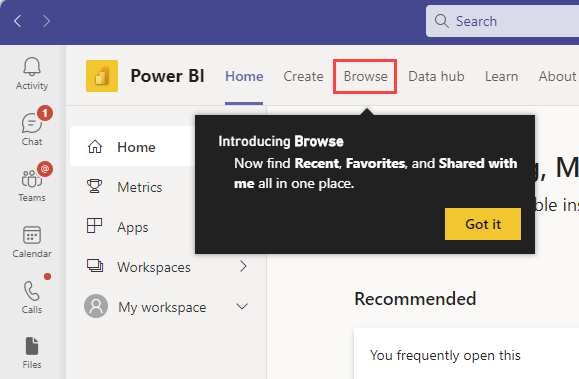 Search
Activity
1
Chat
@
Teams
Calendar
Calls
Files
Power BI
Home
Create
Browse
Data hub
Learn
About
Home
Metrics
Apps
Workspaces
My workspace
Introducing Browse
Now find Recent, Favorites, and Shared with
me all in one place.
Got it
, M
ble ins
Recommended
You frequently open this